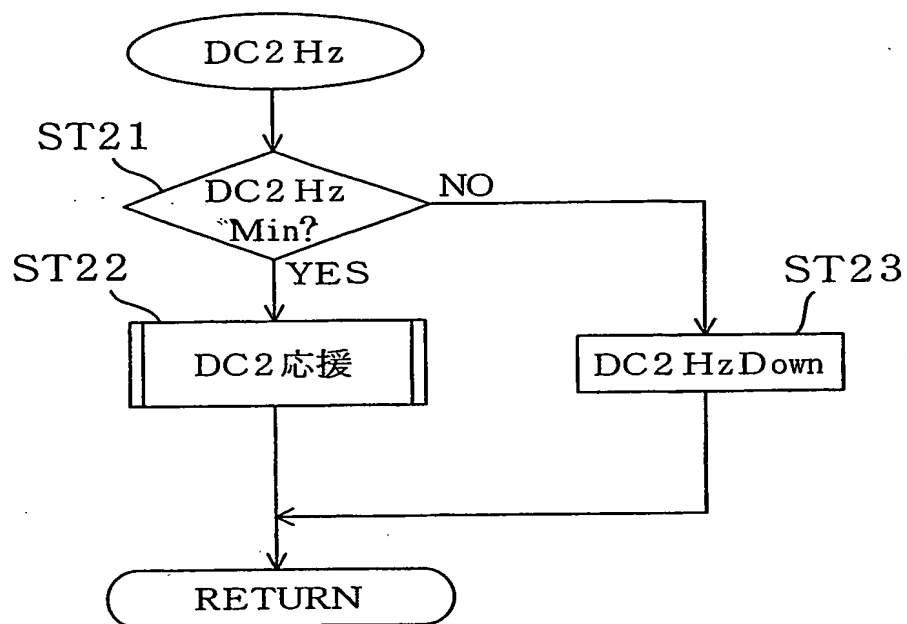 DC2Hz
ST21
DC2Hz
Min?
NO
YES
ST22
ST23
DC2応援
DC2HzDown
RETURN